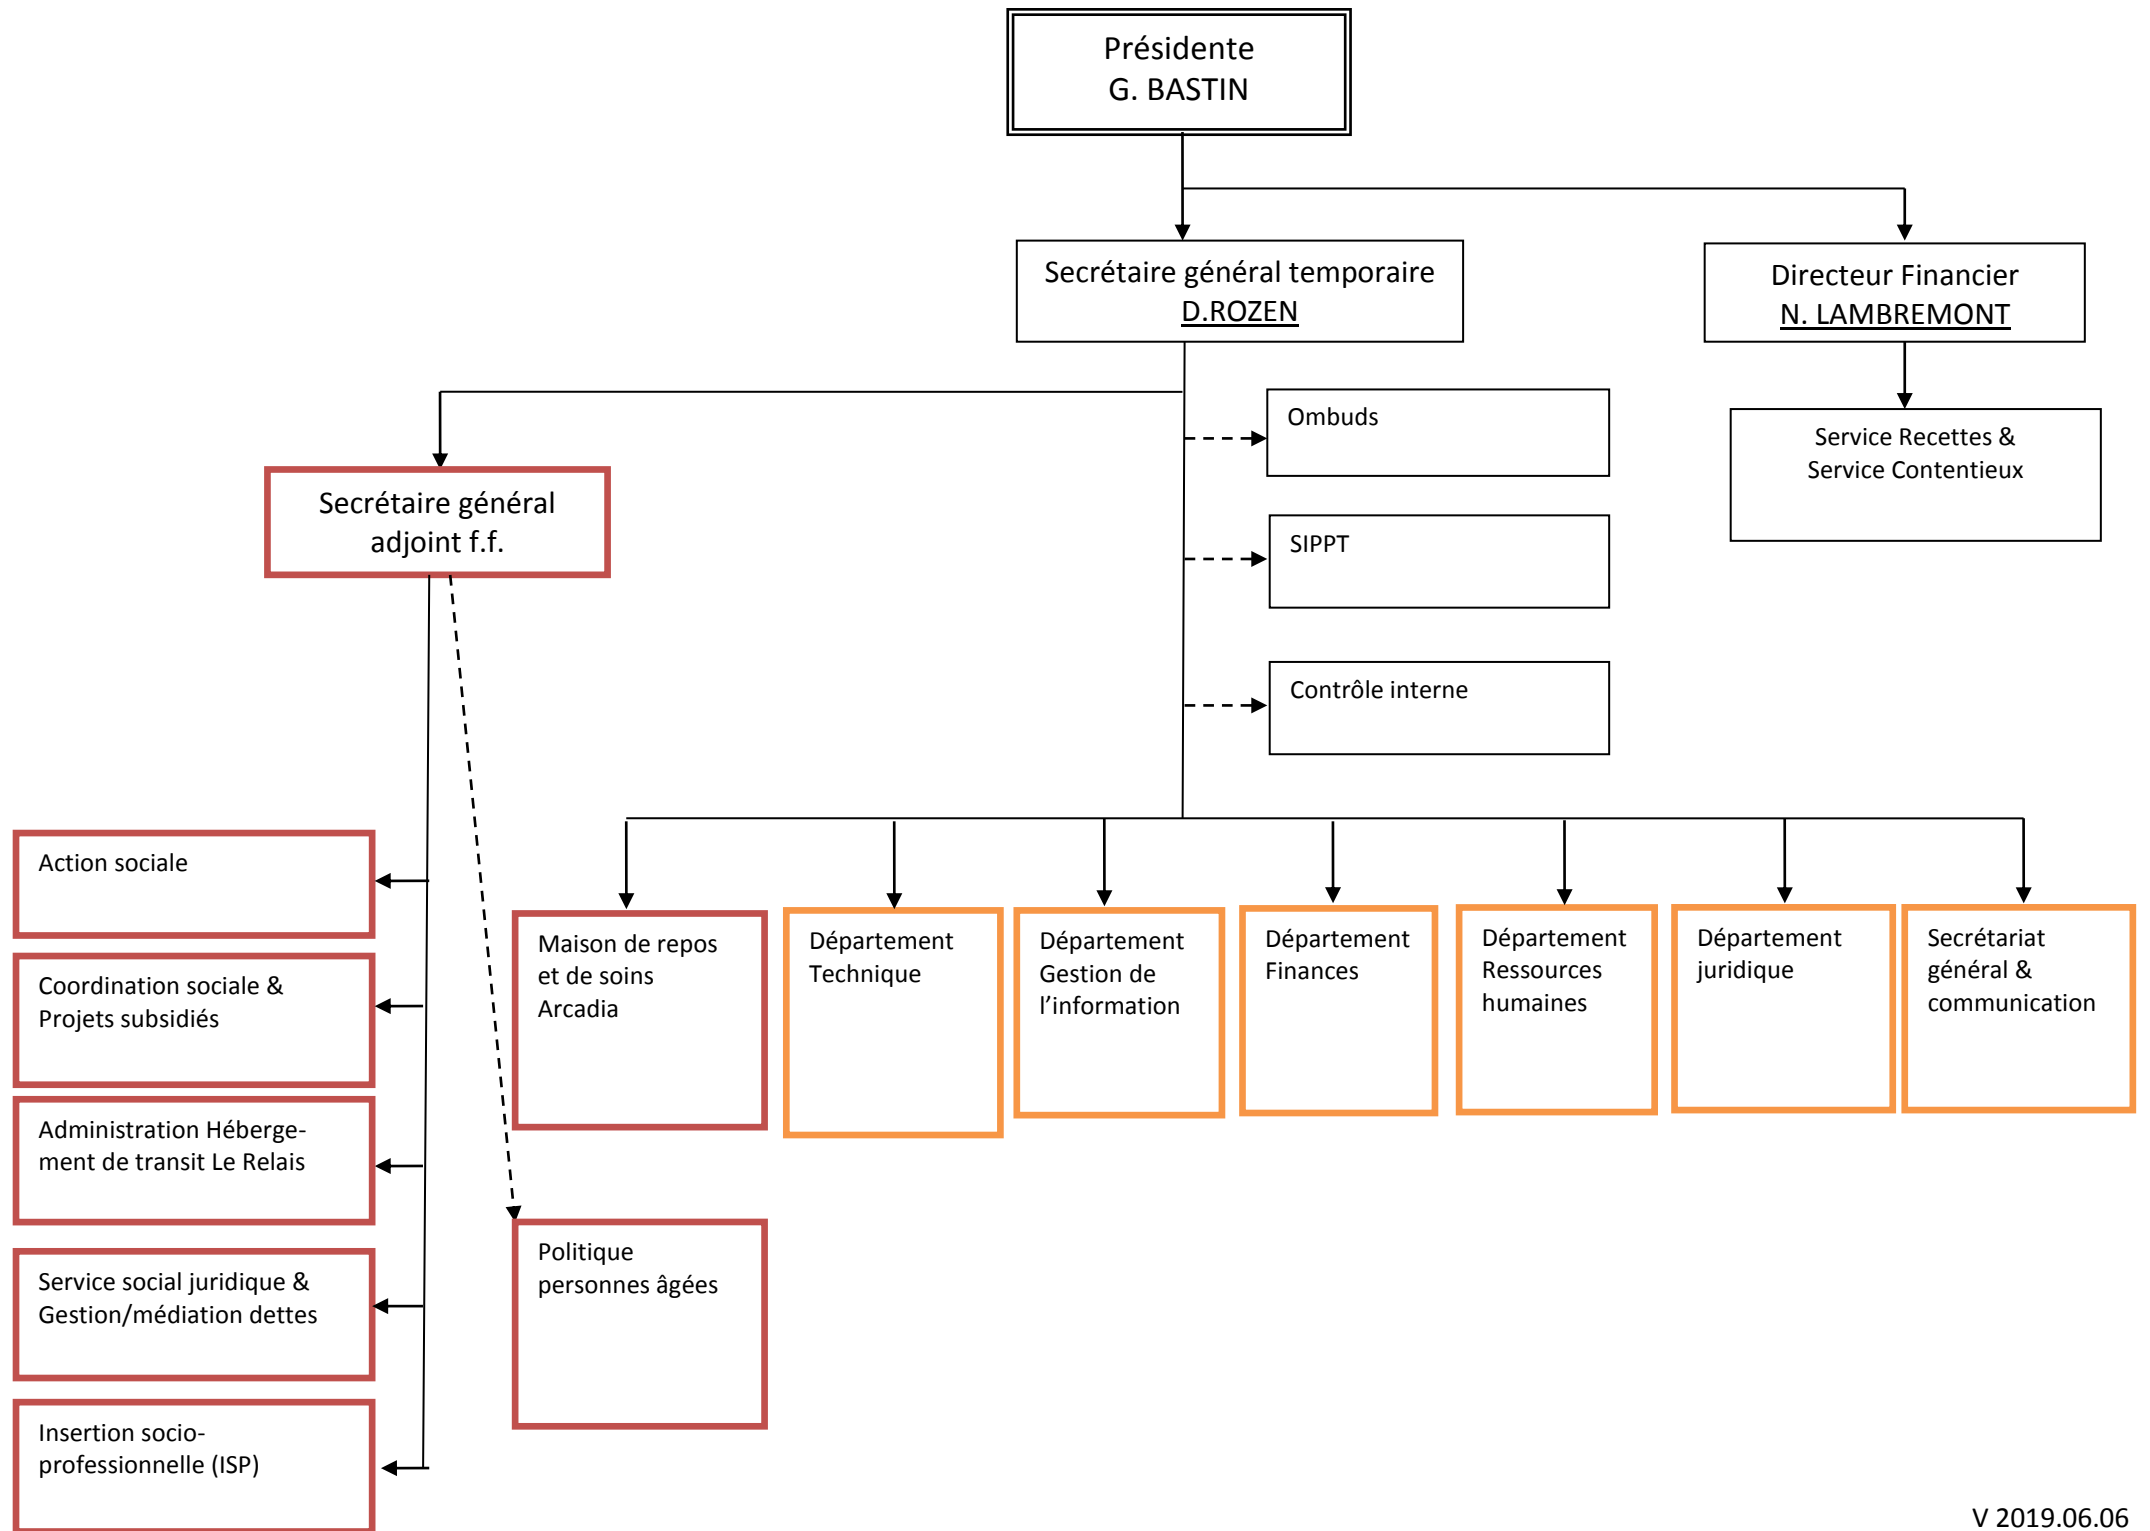 Présidente
G. BASTIN
Secrétaire général temporaire
D.ROZEN
Directeur Financier
N. LAMBREMONT
Ombuds
Service Recettes &
Service Contentieux
Secrétaire général
adjoint f.f.
SIPPT
Contrôle interne
Action sociale
Coordination sociale &
Projets subsidiés
Administration Héberge-
ment de transit Le Relais
Service social juridique &
Gestion/médiation dettes
Insertion socio-
professionnelle (ISP)
Maison de repos
et de soins
Arcadia
Département
Technique
Département
Gestion de
l’information
Département
Finances
Département
Ressources
humaines
Département
juridique
Secrétariat
général &
communication
Politique
personnes âgées
V 2019.06.06